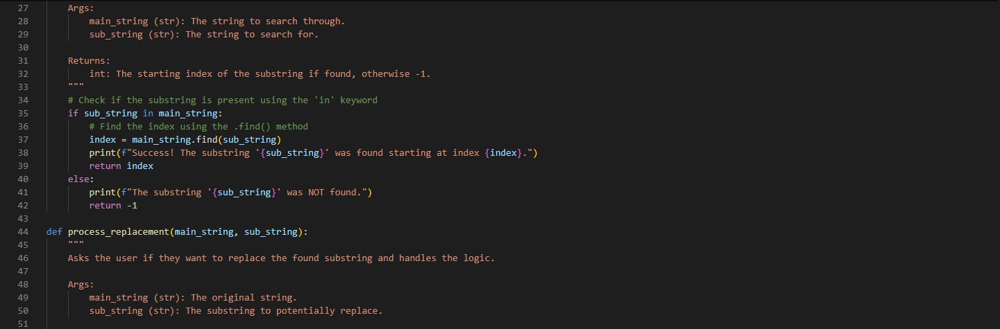 27 Args:
28 main_string (str): The string to search through.
29 sub_string (str): The string to search for.
30
31 Returns:
32 int: The starting index of the substring if found, otherwise -1.
33 """
34 # Check if the substring is present using the 'in' keyword
35 if sub_string in main_string:
36 # Find the index using the .find() method
37 index = main_string.find(sub_string)
38 print(f"Success! The substring '{sub_string}' was found starting at index {index}.")
39 return index
40 else:
41 print(f"The substring '{sub_string}' was NOT found.")
42 return -1
43
44 def process_replacement(main_string, sub_string):
45 """
46 Asks the user if they want to replace the found substring and handles the logic.
47
48 Args:
49 main_string (str): The original string.
50 sub_string (str): The substring to potentially replace.
51